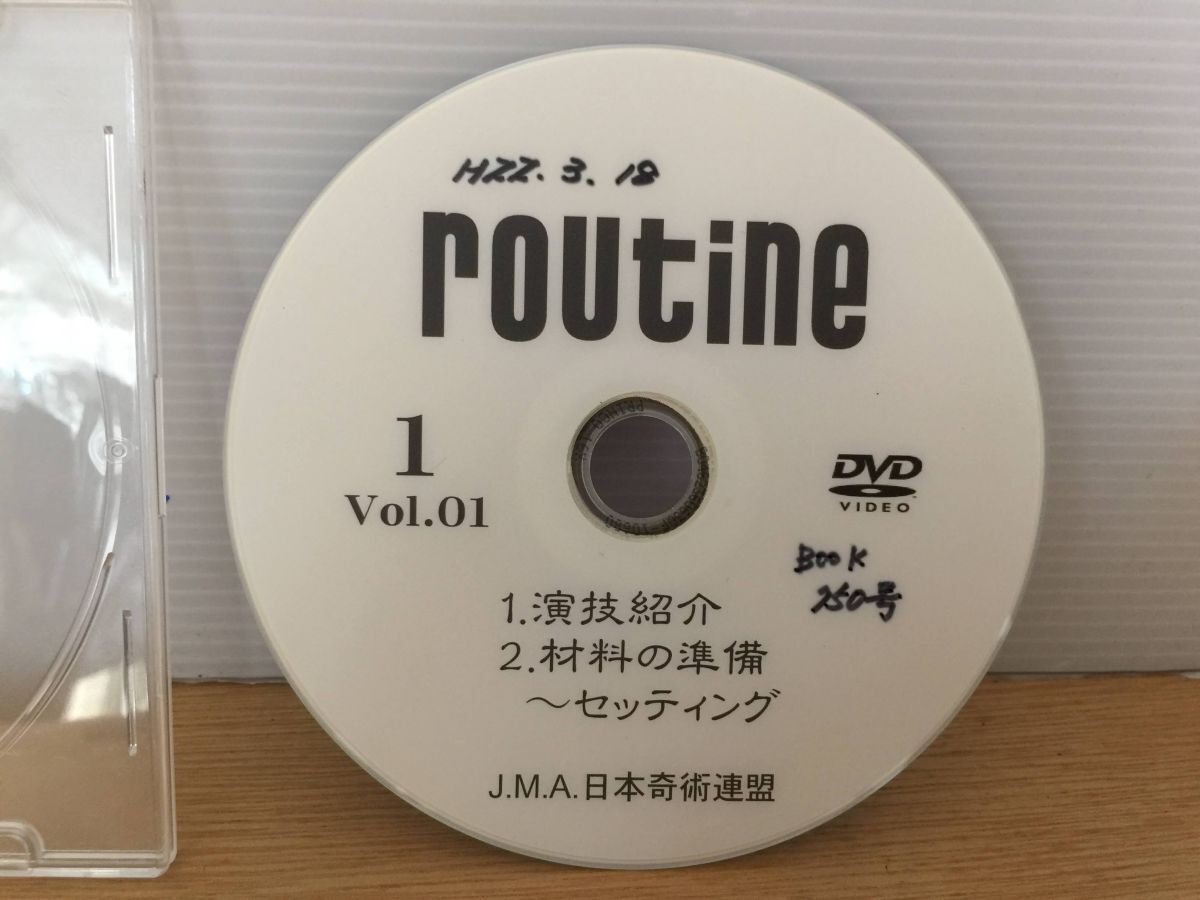 H22.3.18
routine
1
Vol.01
DVD
VIDEO
BOOK
250号
1.演技紹介
2.材料の準備
～セッティング
J.M.A.日本奇術連盟